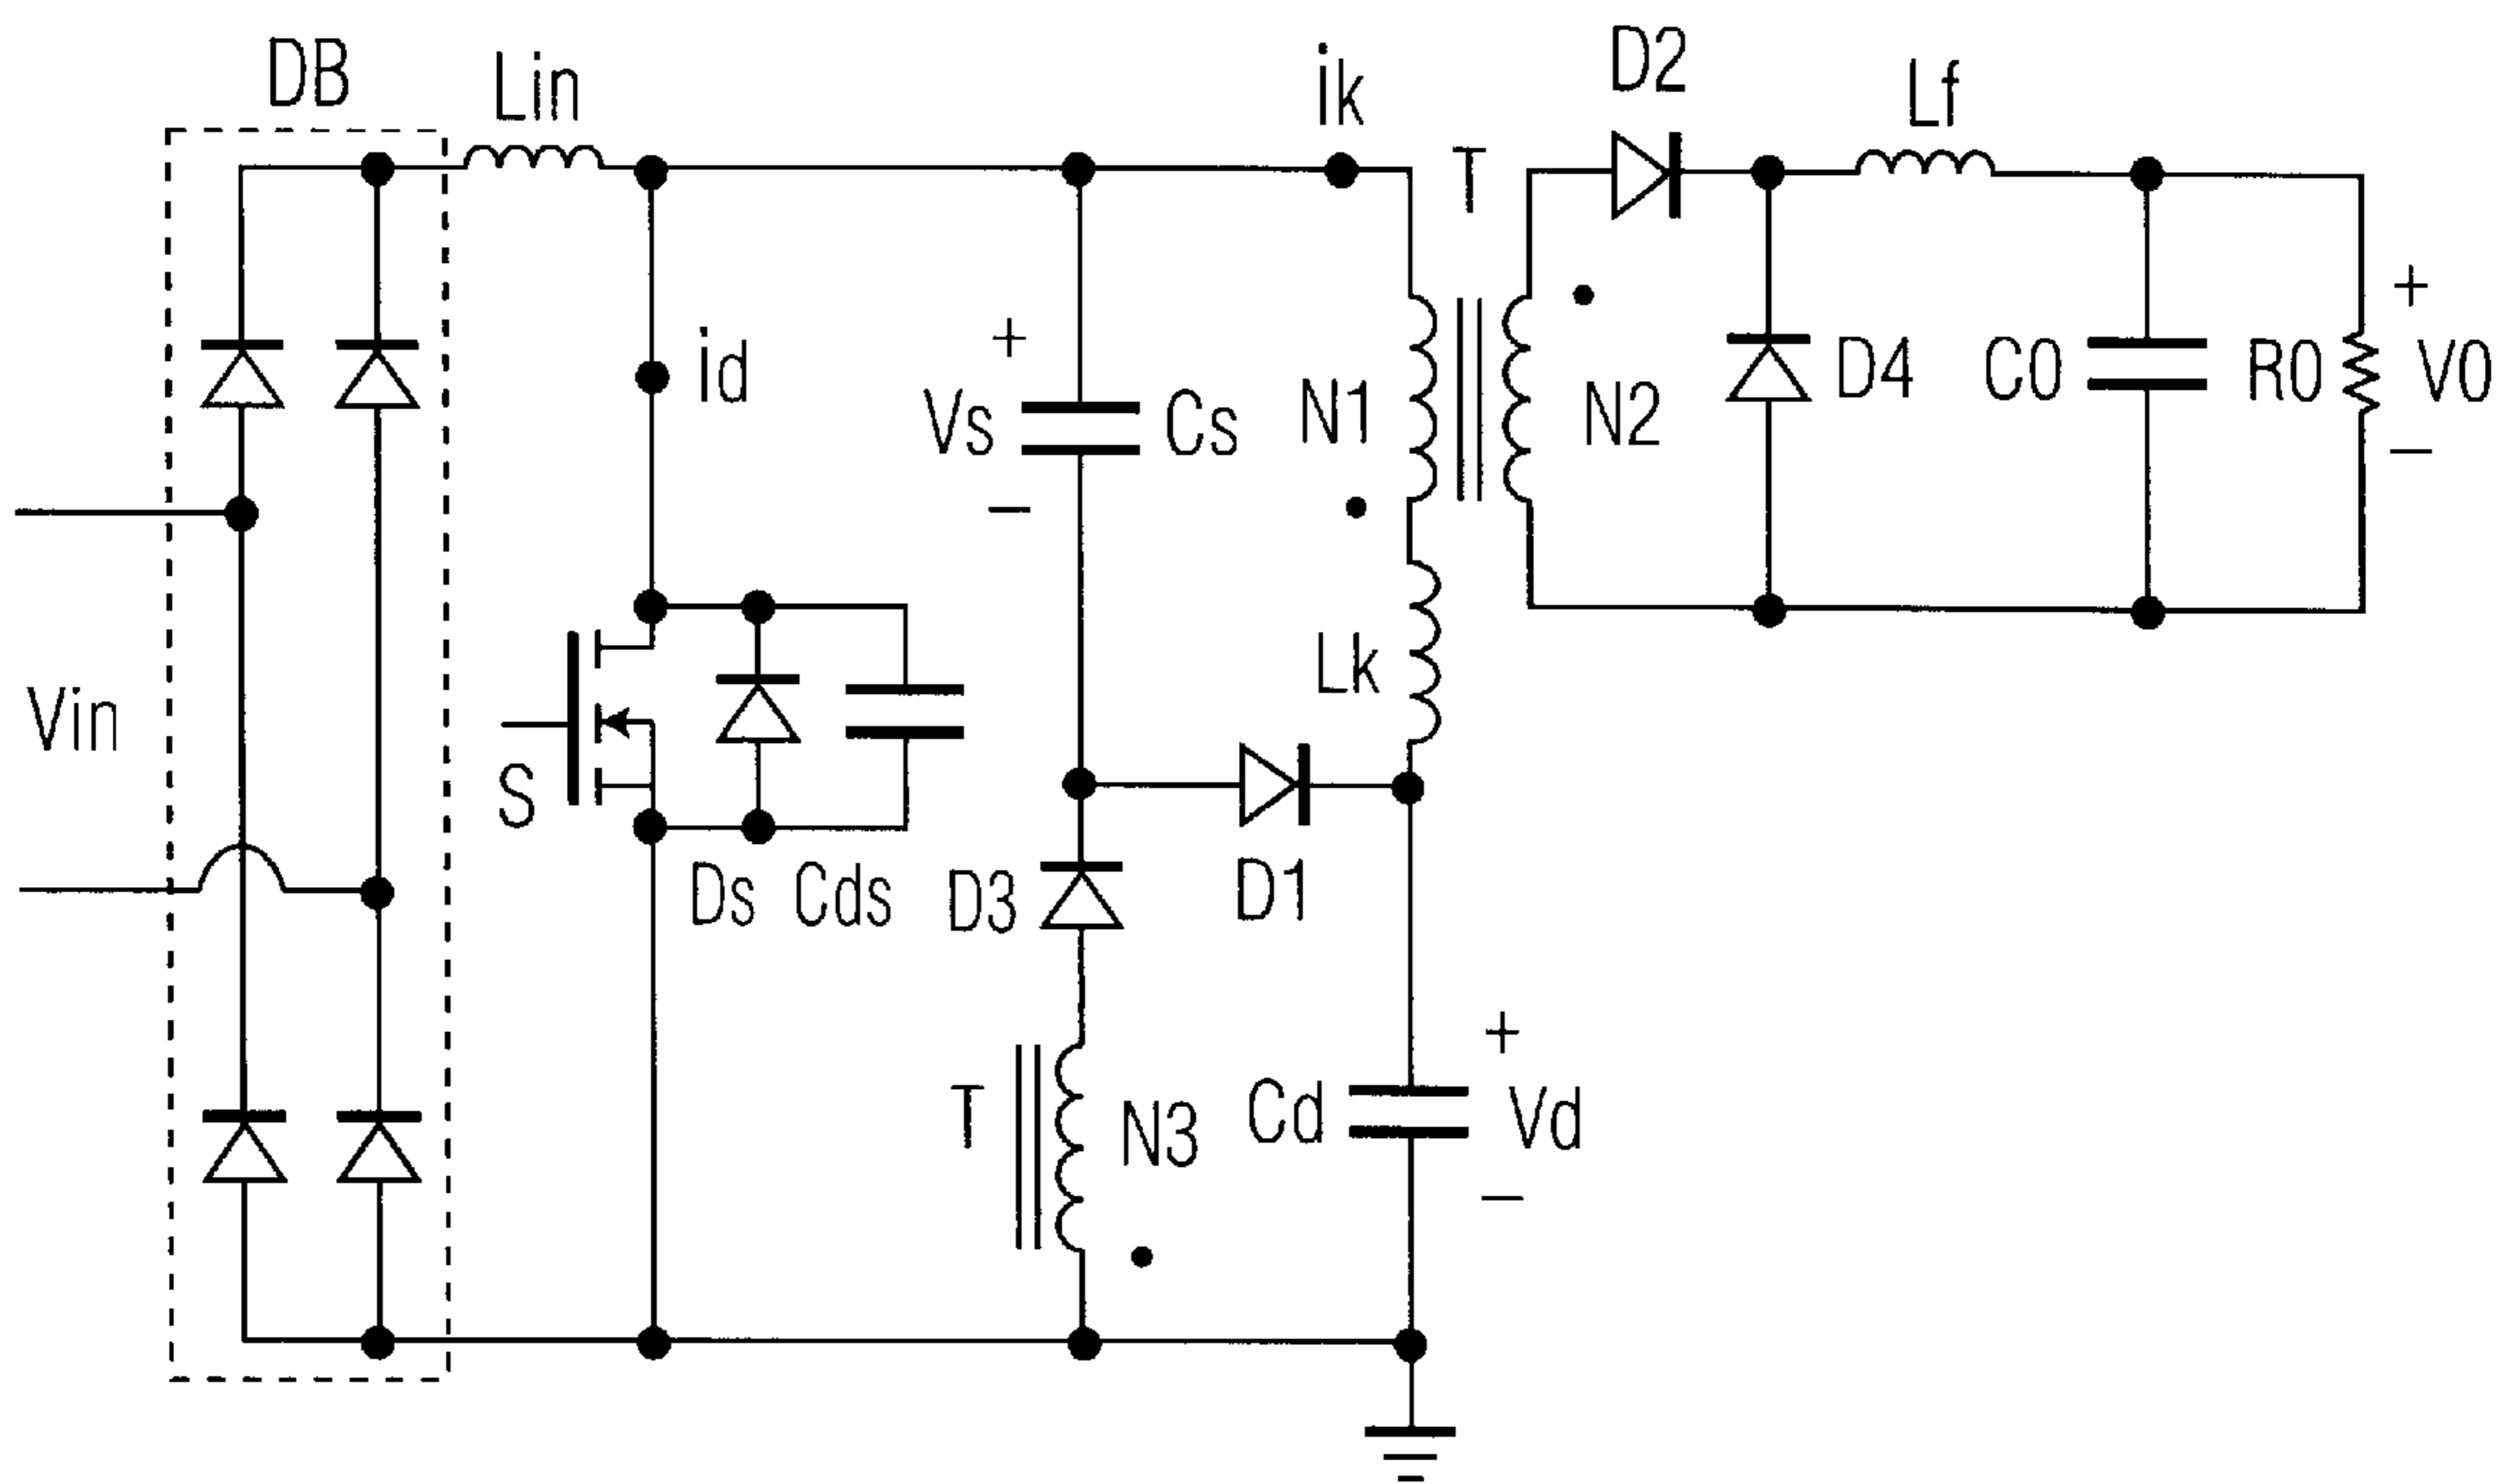 DB
Lin
ik
D2
Lf
T
id
Vs
+
−
Cs
N1
N2
D4
C0
R0
+
V0
−
Vin
S
Lk
Ds
Cds
D3
D1
T
N3
Cd
+
Vd
−